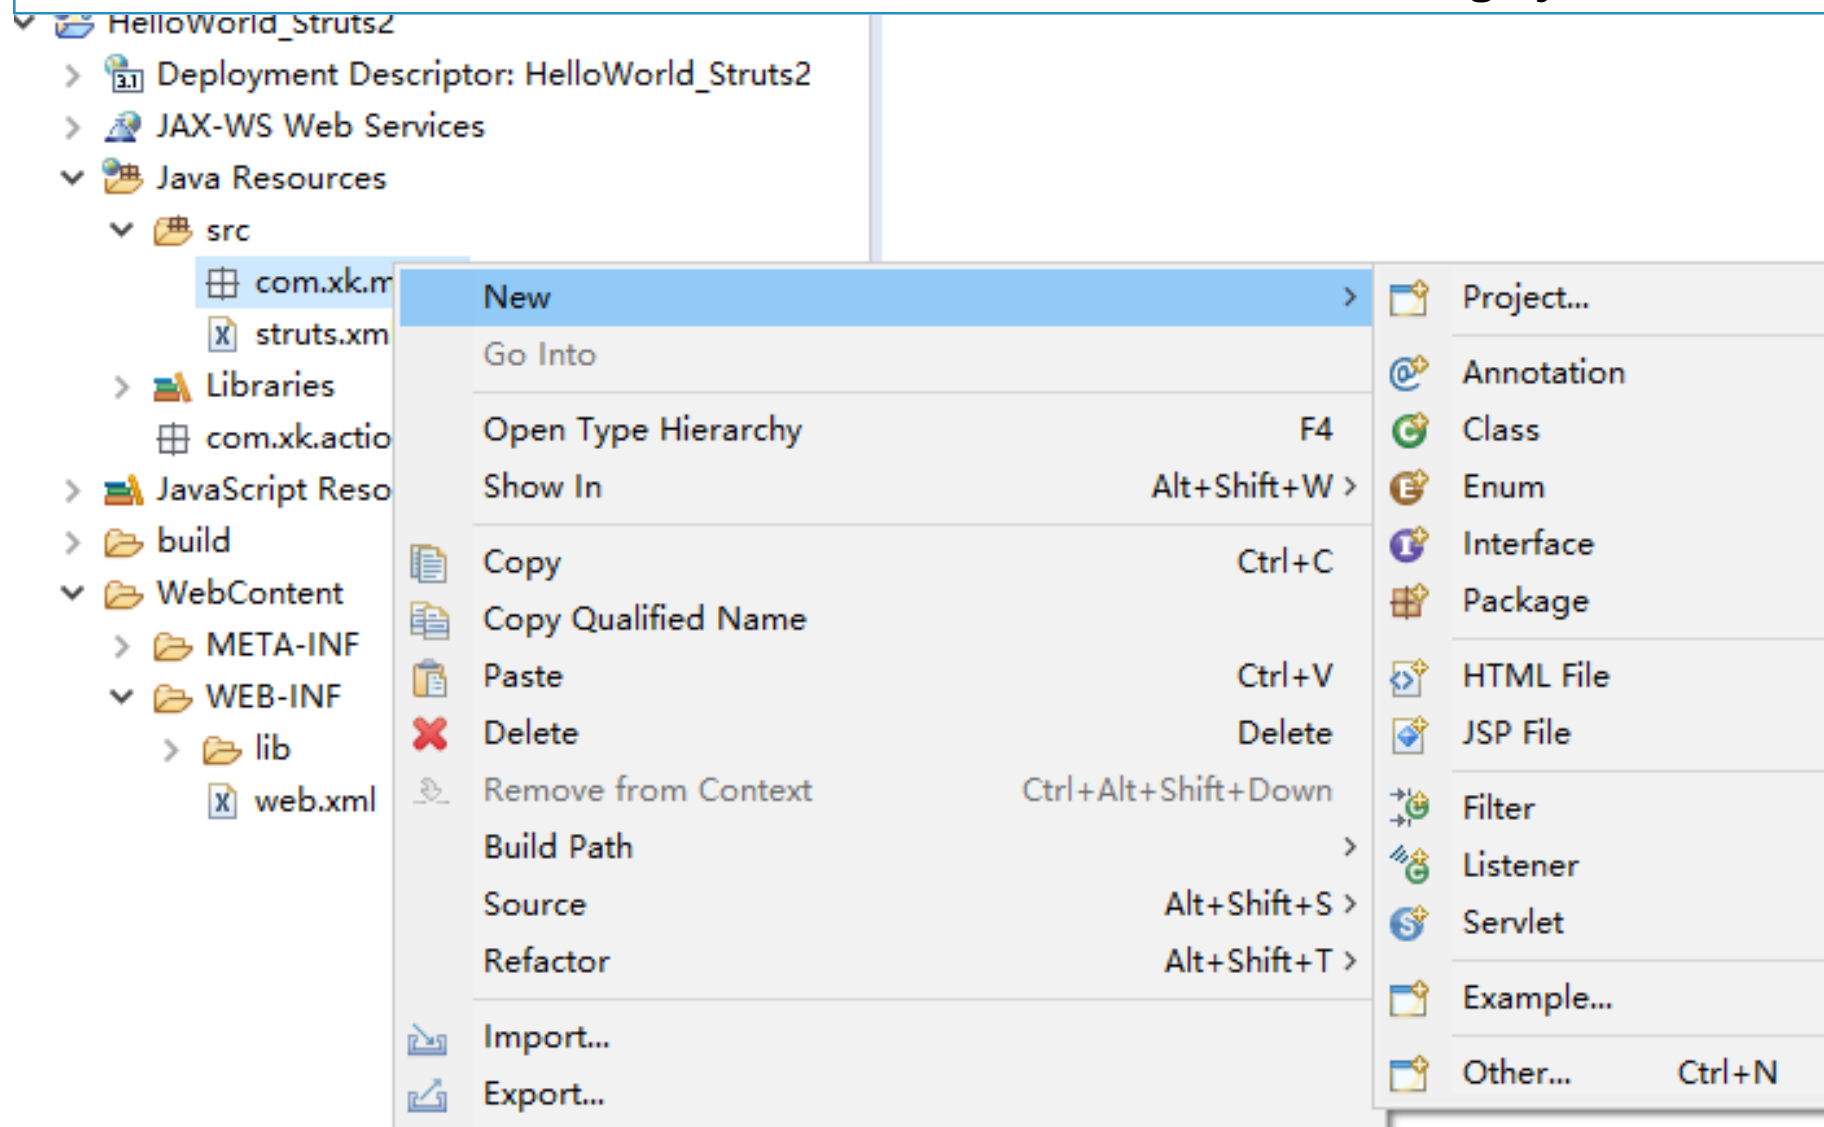 HelloWorld_Struts2
Deployment Descriptor: HelloWorld_Struts2
JAX-WS Web Services
Java Resources
src
com.xk.m
struts.xm
Libraries
com.xk.actio
JavaScript Reso
build
WebContent
META-INF
WEB-INF
lib
web.xml
New
Go Into
Open Type Hierarchy F4
Show In Alt+Shift+W
Copy Ctrl+C
Copy Qualified Name
Paste Ctrl+V
Delete Delete
Remove from Context Ctrl+Alt+Shift+Down
Build Path
Source Alt+Shift+S
Refactor Alt+Shift+T
Import...
Export...
Project...
Annotation
Class
Enum
Interface
Package
HTML File
JSP File
Filter
Listener
Servlet
Example...
Other... Ctrl+N